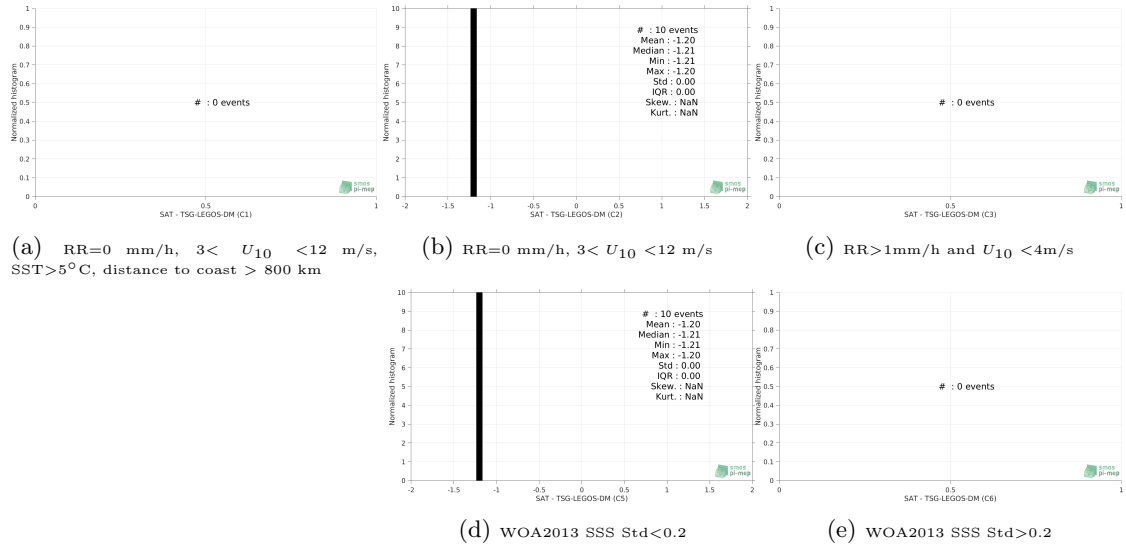 1
0.9
0.8
0.7
0.6
0.5
0.4
0.3
0.2
0.1
0
Normalized histogram
# : 0 events
smos
pi-mep
0 0.5 1
SAT - TSG-LEGOS-DM (C1)
10
9
8
7
6
5
4
3
2
1
0
Normalized histogram
# : 10 events
Mean : -1.20
Median : -1.21
Min : -1.21
Max : -1.20
Std : 0.00
IQR : 0.00
Skew. : NaN
Kurt. : NaN
smos
pi-mep
-2 -1.5 -1 -0.5 0 0.5 1 1.5 2
SAT - TSG-LEGOS-DM (C2)
1
0.9
0.8
0.7
0.6
0.5
0.4
0.3
0.2
0.1
0
Normalized histogram
# : 0 events
smos
pi-mep
0 0.5 1
SAT - TSG-LEGOS-DM (C3)
(a) RR=0 mm/h, 3< U10 <12 m/s,
SST>5°C, distance to coast > 800 km
(b) RR=0 mm/h, 3< U10 <12 m/s
(c) RR>1mm/h and U10 <4m/s
10
9
8
7
6
5
4
3
2
1
0
Normalized histogram
# : 10 events
Mean : -1.20
Median : -1.21
Min : -1.21
Max : -1.20
Std : 0.00
IQR : 0.00
Skew. : NaN
Kurt. : NaN
smos
pi-mep
-2 -1.5 -1 -0.5 0 0.5 1 1.5 2
SAT - TSG-LEGOS-DM (C5)
1
0.9
0.8
0.7
0.6
0.5
0.4
0.3
0.2
0.1
0
Normalized histogram
# : 0 events
smos
pi-mep
0 0.5 1
SAT - TSG-LEGOS-DM (C6)
(d) WOA2013 SSS Std<0.2
(e) WOA2013 SSS Std>0.2